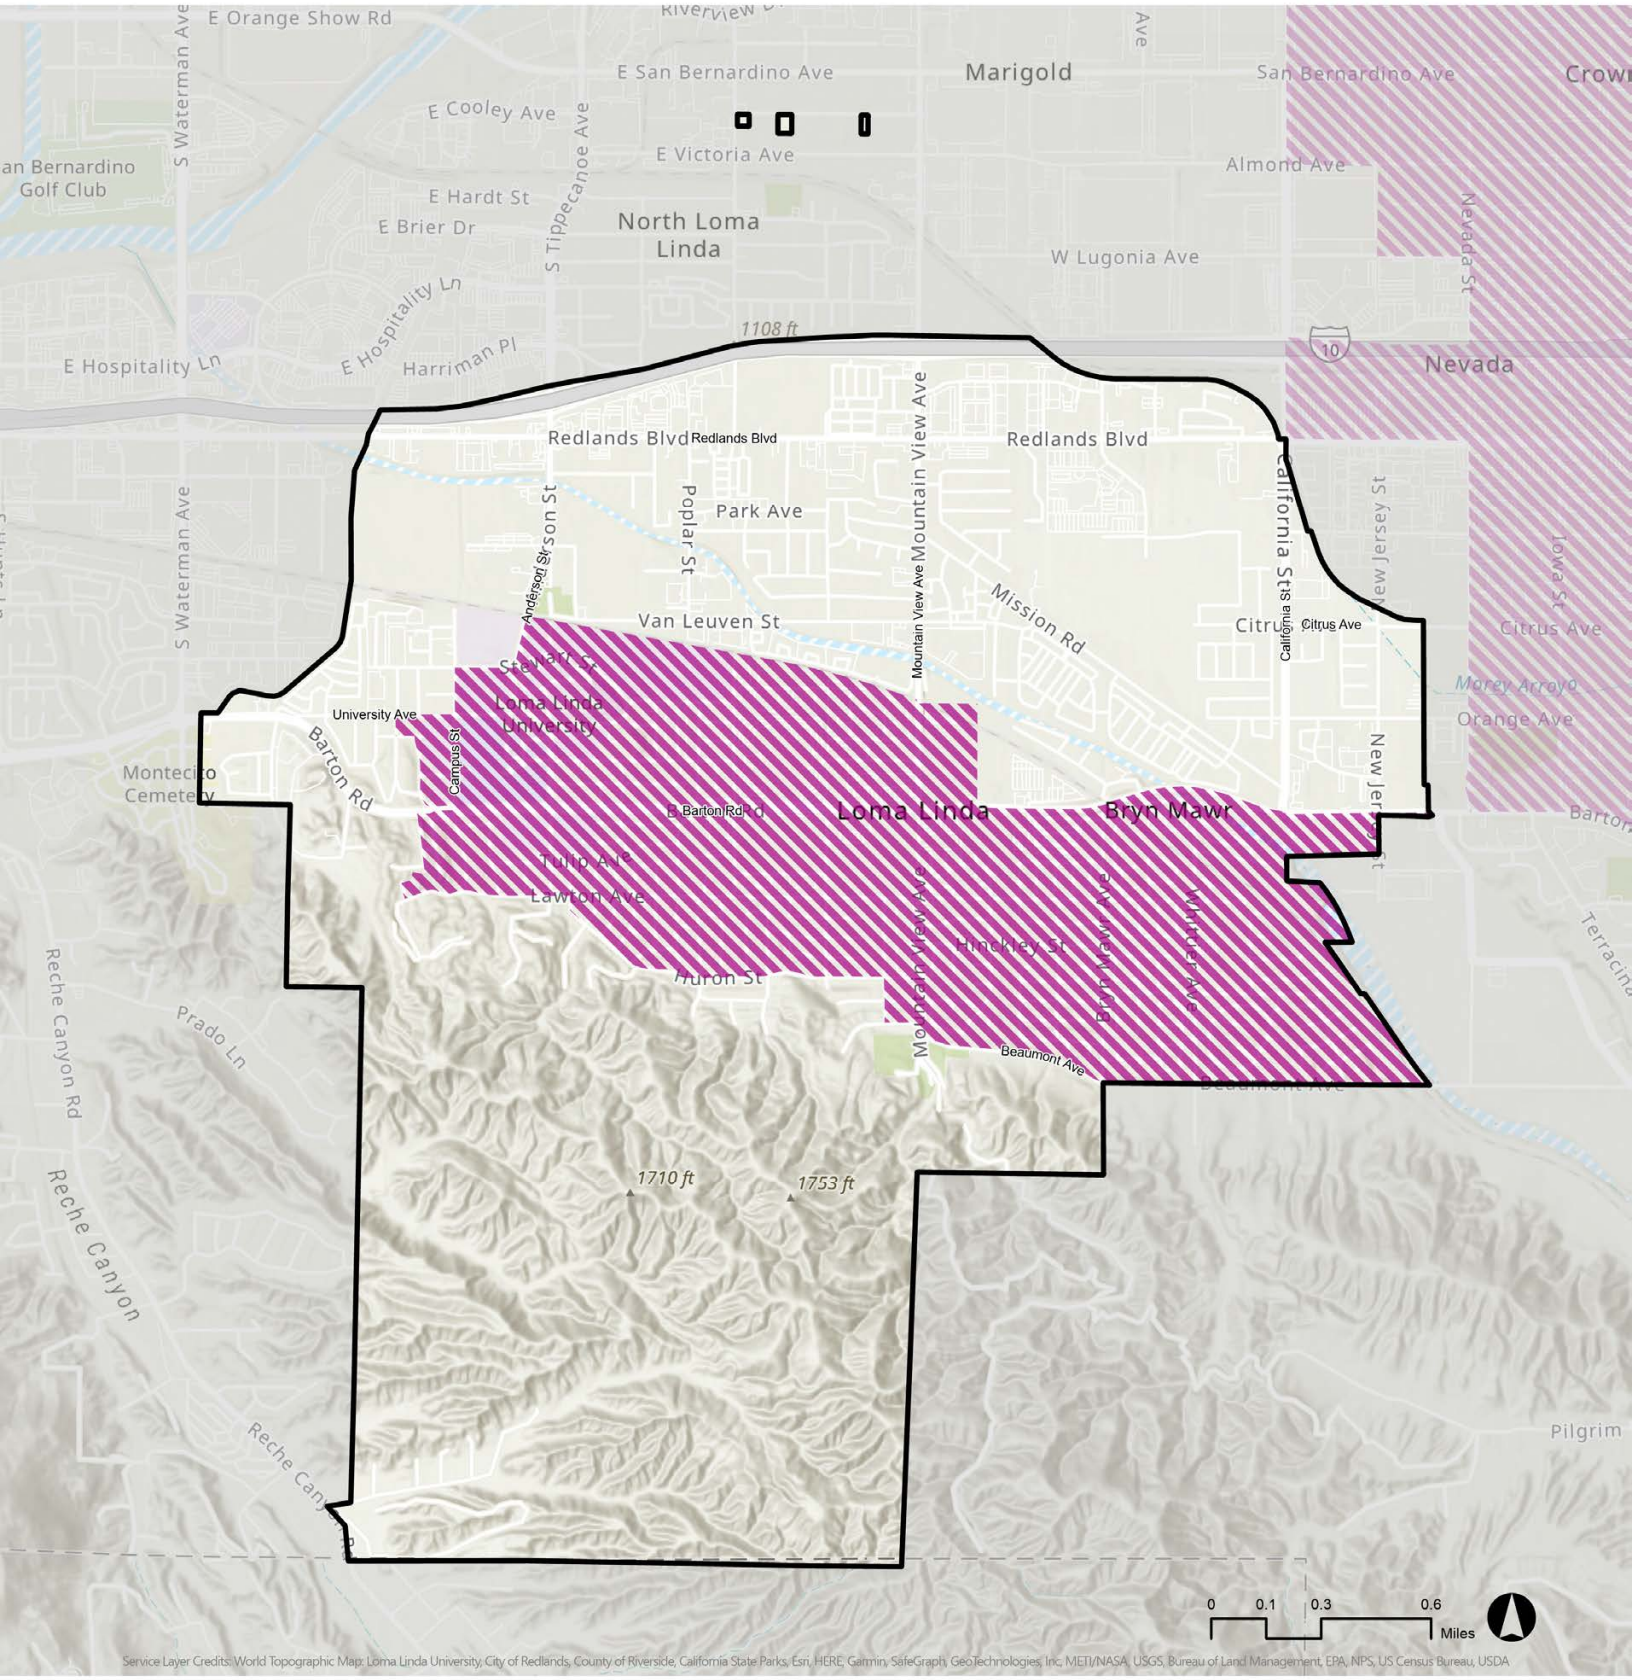 Riverview Dr
E Orange Show Rd
S Waterman Ave
Ave
E San Bernardino Ave
Marigold
San Bernardino Ave
Crow
E Cooley Ave
S Tippecanoe Ave
E Victoria Ave
Almond Ave
an Bernardino
Golf Club
E Hardt St
E Brier Dr
North Loma
Linda
W Lugonia Ave
Nevada St
E Hospitality Ln
1108 ft
E Hospitality Ln
Harriman Pl
10
Nevada
Redlands Blvd
Redlands Blvd
Redlands Blvd
Mountain View Ave
California St
S Waterman Ave
Anderson St
Poplar St
Park Ave
New Jersey St
Iowa St
Mountain View Ave
Mission Rd
Van Leuven St
California St
Citrus Ave
Citrus Ave
Stewart St
Loma Linda
University
University Ave
Campus St
Morey Arroyo
Orange Ave
Barton Rd
Montecito
Cemetery
Barton Rd
Loma Linda
Bryn Mawr
Barton
Tulip Ave
Lawton Ave
Mountain View Ave
Bryn Mawr Ave
Whittier Ave
Hinckley St
Huron St
Terracina
Reche Canyon Rd
Prado Ln
Beaumont Ave
Beaumont Ave
1710 ft
1753 ft
Reche Canyon
Reche Canyon Rd
Pilgrim
0 0.1 0.3 0.6
Miles
Service Layer Credits: World Topographic Map: Loma Linda University, City of Redlands, County of Riverside, California State Parks, Esri, HERE, Garmin, SafeGraph, GeoTechnologies, Inc, METI/NASA, USGS, Bureau of Land Management, EPA, NPS, US Census Bureau, USDA